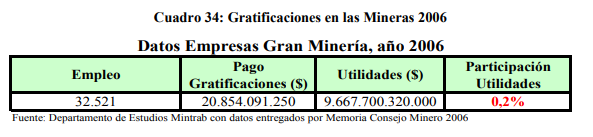 Cuadro 34: Gratificaciones en las Mineras 2006
Datos Empresas Gran Minería, año 2006
Empleo Pago Gratificaciones ($) Utilidades ($) Participación Utilidades
32.521 20.854.091.250 9.667.700.320.000 0,2%
Fuente: Departamento de Estudios Mintrab con datos entregados por Memoria Consejo Minero 2006